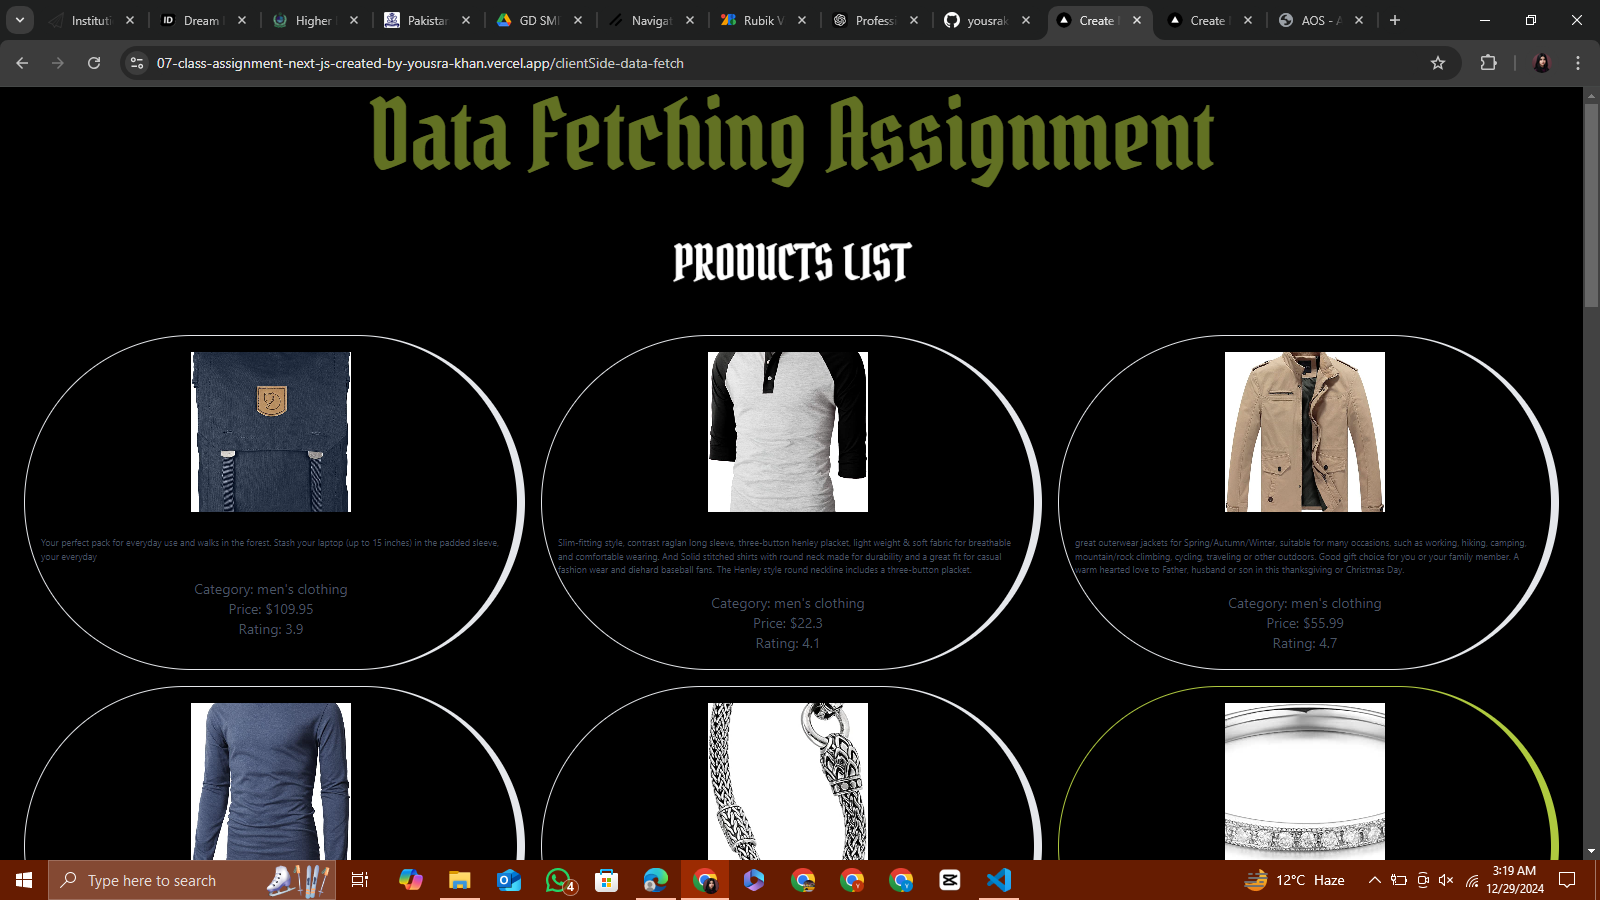 Instituti
Dream
Higher
Pakistan
GD SMI
Navigat
Rubik V
Professi
yousrak
Create
Create
AOS - A
07-class-assignment-next-js-created-by-yousra-khan.vercel.app/clientSide-data-fetch
Data Fetching Assignment
PRODUCTS LIST
Your perfect pack for everyday use and walks in the forest. Stash your laptop (up to 15 inches) in the padded sleeve,
your everyday
Category: men's clothing
Price: $109.95
Rating: 3.9
Slim-fitting style, contrast raglan long sleeve, three-button henley placket, light weight & soft fabric for breathable
and comfortable wearing. And Solid stitched shirts with round neck made for durability and a great fit for casual
fashion wear and diehard baseball fans. The Henley style round neckline includes a three-button placket.
Category: men's clothing
Price: $22.3
Rating: 4.1
great outerwear jackets for Spring/Autumn/Winter, suitable for many occasions, such as working, hiking, camping,
mountain/rock climbing, cycling, traveling or other outdoors. Good gift choice for you or your family member. A
warm hearted love to Father, husband or son in this thanksgiving or Christmas Day.
Category: men's clothing
Price: $55.99
Rating: 4.7
Type here to search
4
12°C Haze
3:19 AM
12/29/2024